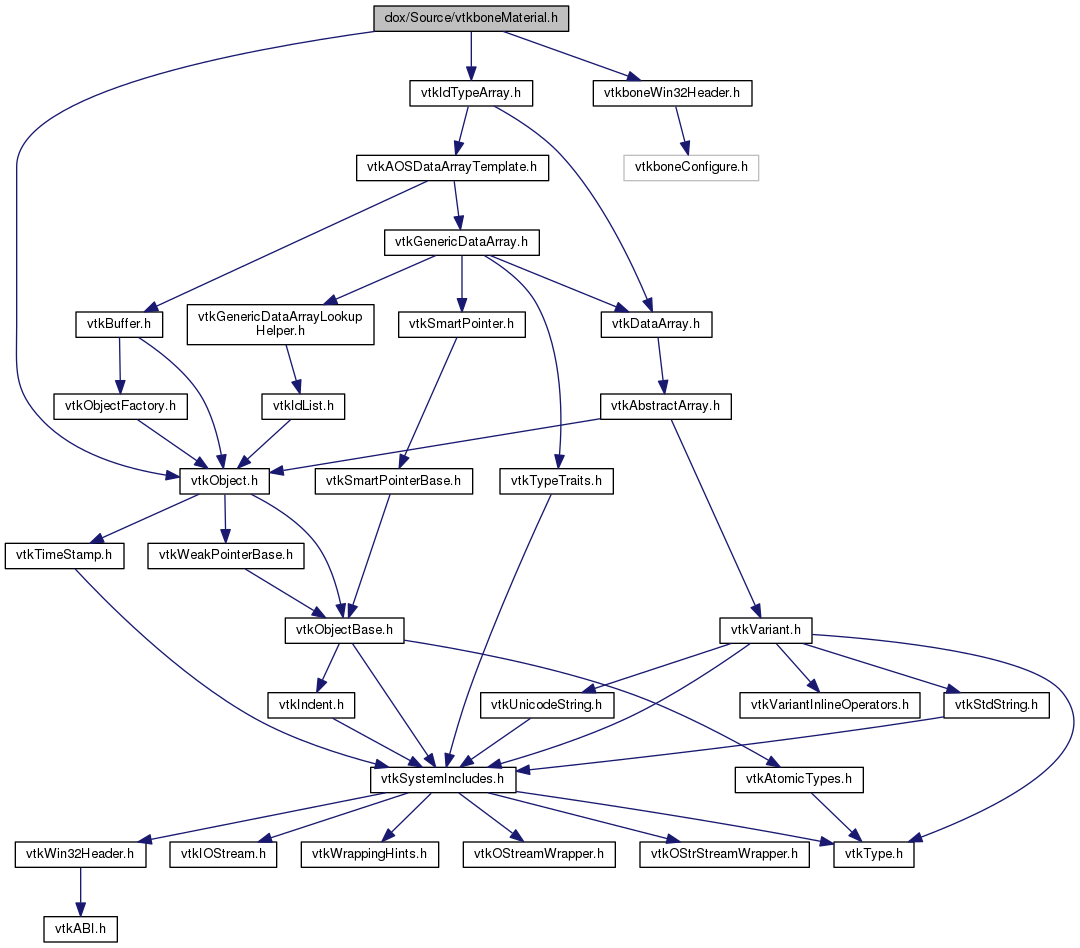 dox/Source/vtkboneMaterial.h
vtkIdTypeArray.h
vtkboneWin32Header.h
vtkAOSDataArrayTemplate.h
vtkboneConfigure.h
vtkGenericDataArray.h
vtkBuffer.h
vtkGenericDataArrayLookup
Helper.h
vtkSmartPointer.h
vtkDataArray.h
vtkObjectFactory.h
vtkIdList.h
vtkAbstractArray.h
vtkObject.h
vtkSmartPointerBase.h
vtkTypeTraits.h
vtkTimeStamp.h
vtkWeakPointerBase.h
vtkObjectBase.h
vtkVariant.h
vtkIndent.h
vtkUnicodeString.h
vtkVariantInlineOperators.h
vtkStdString.h
vtkSystemIncludes.h
vtkAtomicTypes.h
vtkWin32Header.h
vtkIOStream.h
vtkWrappingHints.h
vtkOStreamWrapper.h
vtkOStrStreamWrapper.h
vtkType.h
vtkABI.h